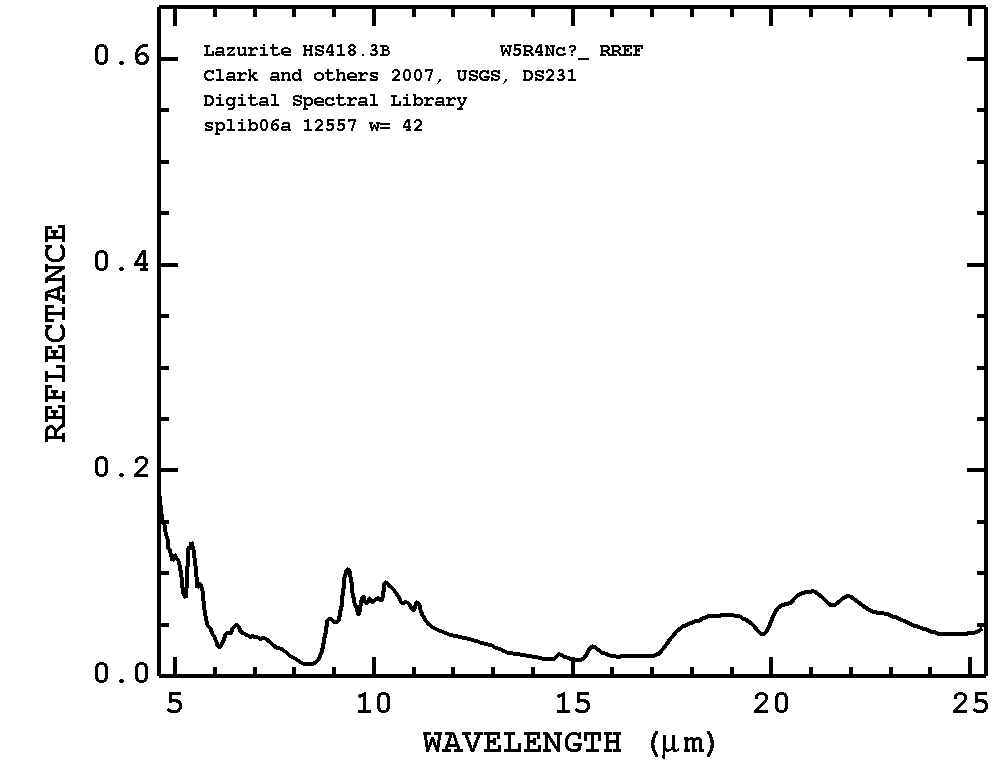 Lazurite HS418.3B W5R4Nc?_ RREF
Clark and others 2007, USGS, DS231
Digital Spectral Library
splib06a 12557 w= 42
0.6
0.4
0.2
0.0
REFLECTANCE
5 10 15 20 25
WAVELENGTH (μm)